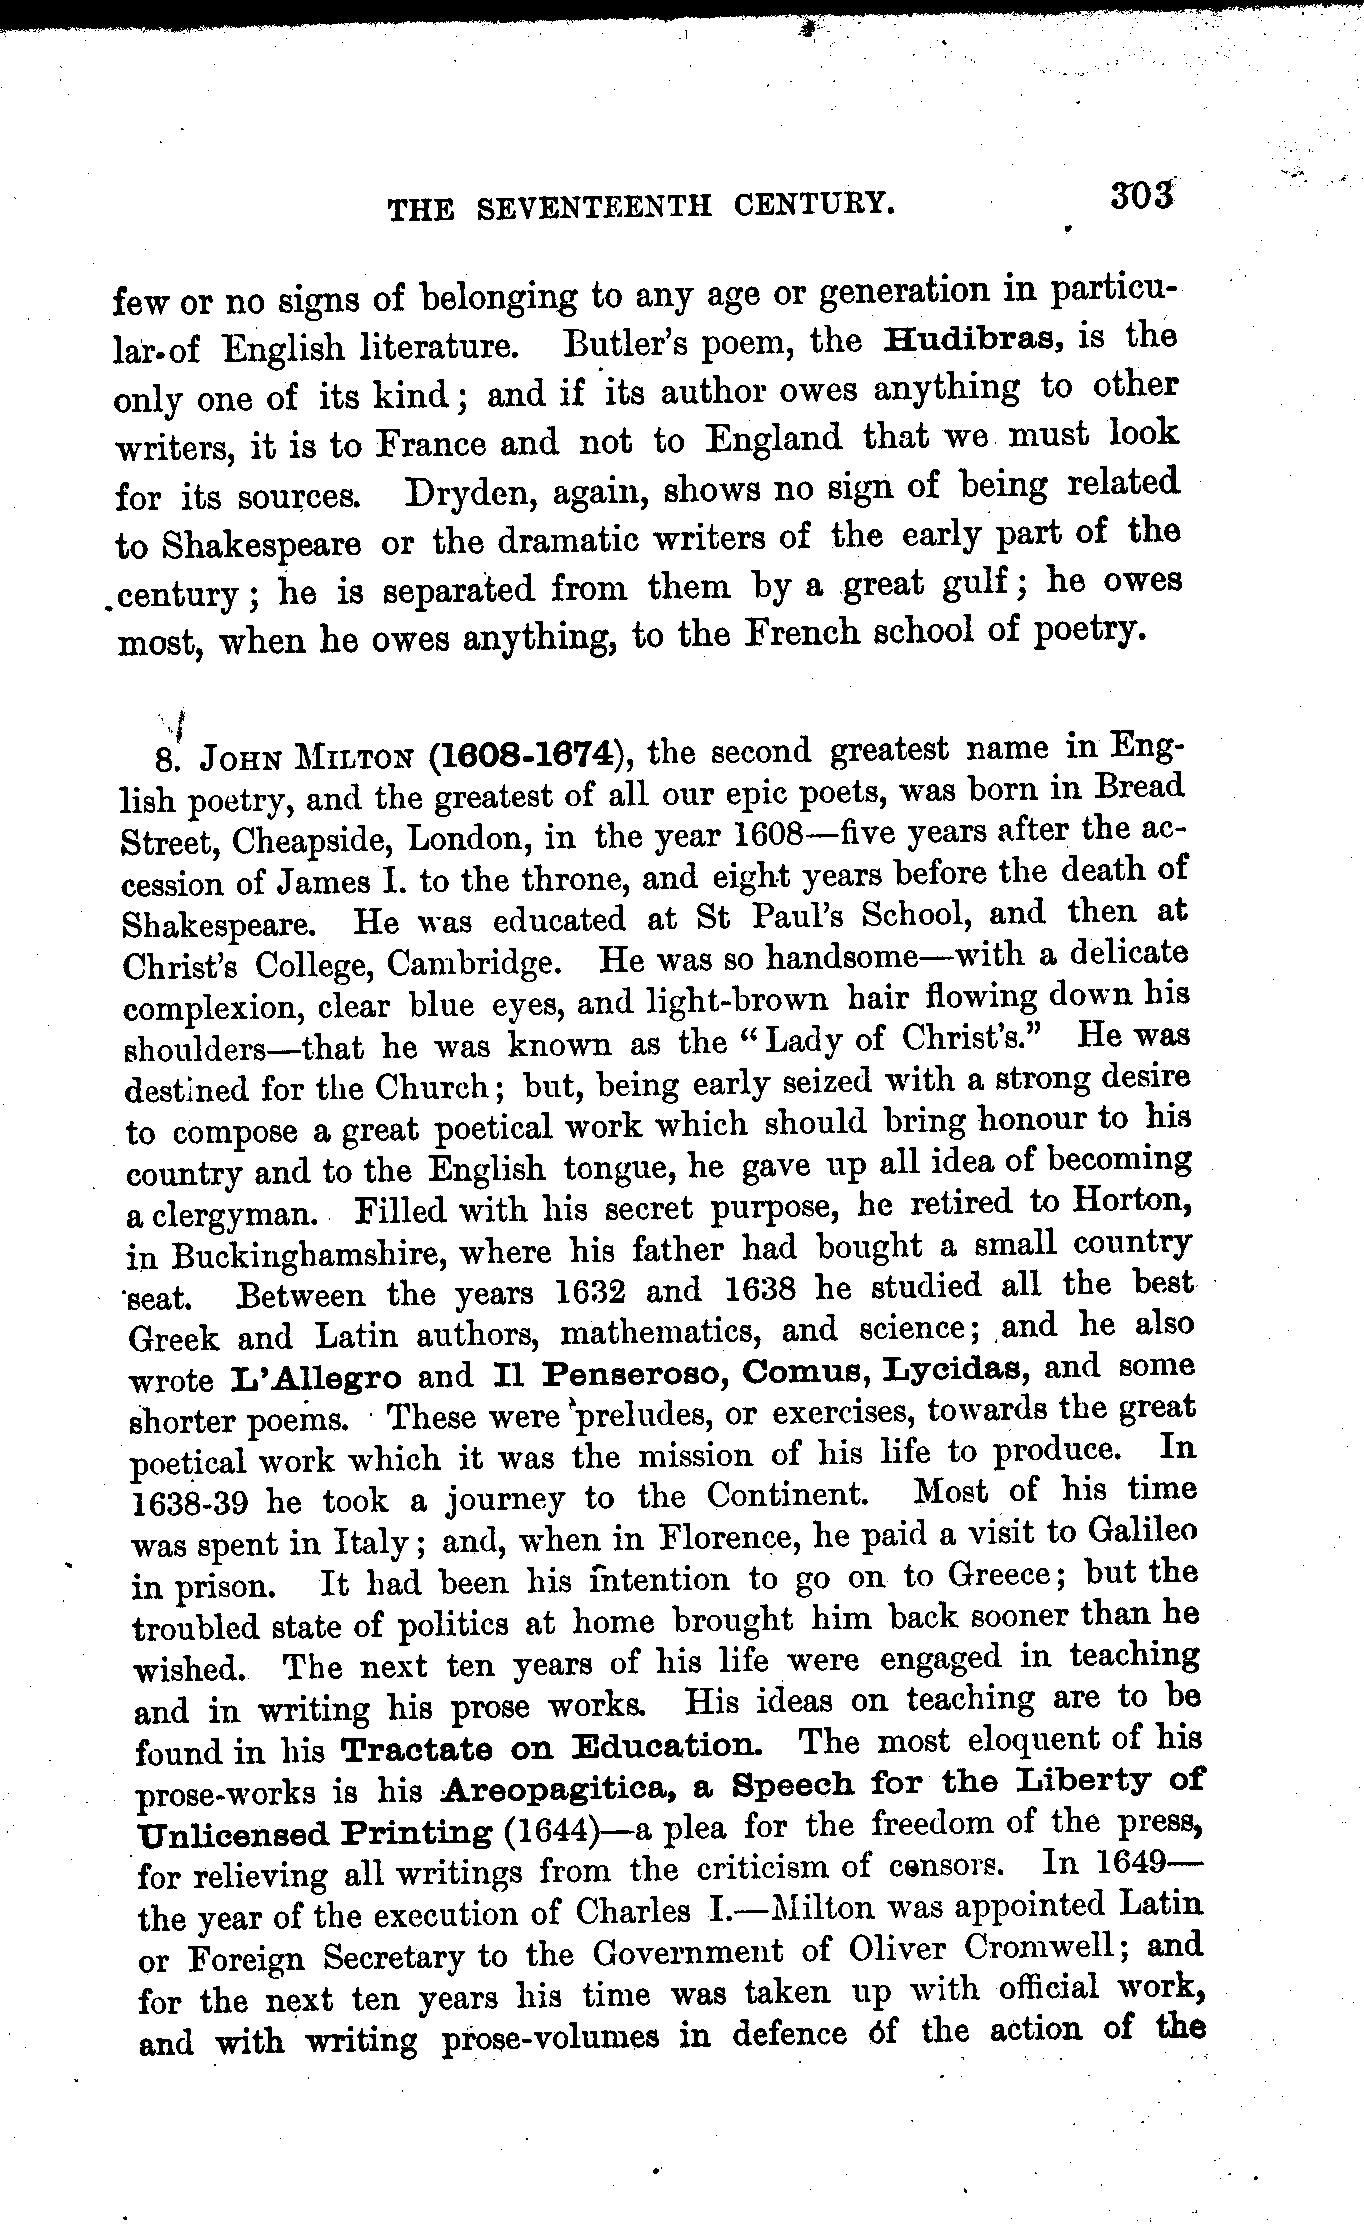 THE SEVENTEENTH CENTURY. 303
few or no signs of belonging to any age or generation in particu-
lar of English literature. Butler's poem, the Hudibras, is the
only one of its kind; and if its author owes anything to other
writers, it is to France and not to England that we must look
for its sources. Dryden, again, shows no sign of being related
to Shakespeare or the dramatic writers of the early part of the
century; he is separated from them by a great gulf; he owes
most, when he owes anything, to the French school of poetry.
8. JOHN MILTON (1608-1674), the second greatest name in Eng-
lish poetry, and the greatest of all our epic poets, was born in Bread
Street, Cheapside, London, in the year 1608—five years after the ac-
cession of James I. to the throne, and eight years before the death of
Shakespeare. He was educated at St Paul's School, and then at
Christ's College, Cambridge. He was so handsome—with a delicate
complexion, clear blue eyes, and light-brown hair flowing down his
shoulders—that he was known as the "Lady of Christ's." He was
destined for the Church; but, being early seized with a strong desire
to compose a great poetical work which should bring honour to his
country and to the English tongue, he gave up all idea of becoming
a clergyman. Filled with his secret purpose, he retired to Horton,
in Buckinghamshire, where his father had bought a small country
seat. Between the years 1632 and 1638 he studied all the best
Greek and Latin authors, mathematics, and science; and he also
wrote L'Allegro and Il Penseroso, Comus, Lycidas, and some
shorter poems. These were preludes, or exercises, towards the great
poetical work which it was the mission of his life to produce. In
1638-39 he took a journey to the Continent. Most of his time
was spent in Italy; and, when in Florence, he paid a visit to Galileo
in prison. It had been his intention to go on to Greece; but the
troubled state of politics at home brought him back sooner than he
wished. The next ten years of his life were engaged in teaching
and in writing his prose works. His ideas on teaching are to be
found in his Tractate on Education. The most eloquent of his
prose-works is his Areopagitica, a Speech for the Liberty of
Unlicensed Printing (1644)—a plea for the freedom of the press,
for relieving all writings from the criticism of censors. In 1649—
the year of the execution of Charles I.—Milton was appointed Latin
or Foreign Secretary to the Government of Oliver Cromwell; and
for the next ten years his time was taken up with official work,
and with writing prose-volumes in defence of the action of the